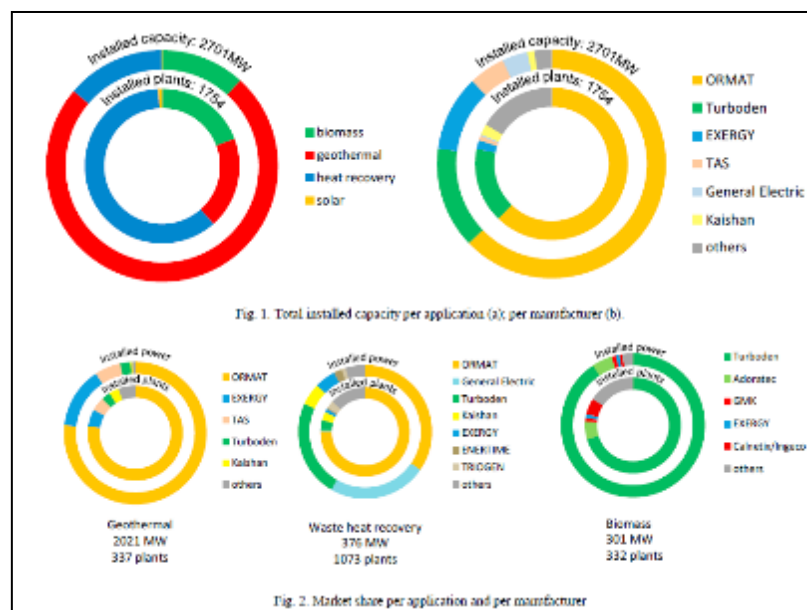 Installed capacity: 2701MW
Installed plants: 1754
biomass
geothermal
heat recovery
solar
Installed capacity: 2701MW
Installed plants: 1754
ORMAT
Turboden
EXERGY
TAS
General Electric
Kaishan
others
Fig. 1. Total installed capacity per application (a); per manufacturer (b).
Installed power
Installed plants
ORMAT
EXERGY
TAS
Turboden
Kaishan
others
Geothermal
2021 MW
337 plants
Installed power
Installed plants
ORMAT
General Electric
Turboden
Kaishan
EXERGY
ENERTIME
TRIOGEN
others
Waste heat recovery
376 MW
1073 plants
Installed power
Installed plants
Turboden
Adoratec
GMK
EXERGY
Calnetix/Ingeco
others
Biomass
301 MW
332 plants
Fig. 2. Market share per application and per manufacturer